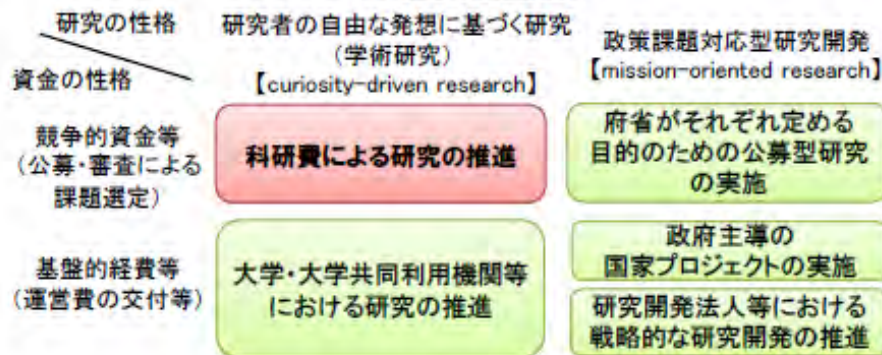 研究の性格
資金の性格
研究者の自由な発想に基づく研究
(学術研究)
【curiosity-driven research】
政策課題対応型研究開発
【mission-oriented research】
競争的資金等
(公募・審査による
課題選定)
科研費による研究の推進
府省がそれぞれ定める
目的のための公募型研究
の実施
基盤的経費等
(運営費の交付等)
大学・大学共同利用機関等
における研究の推進
政府主導の
国家プロジェクトの実施
研究開発法人等における
戦略的な研究開発の推進